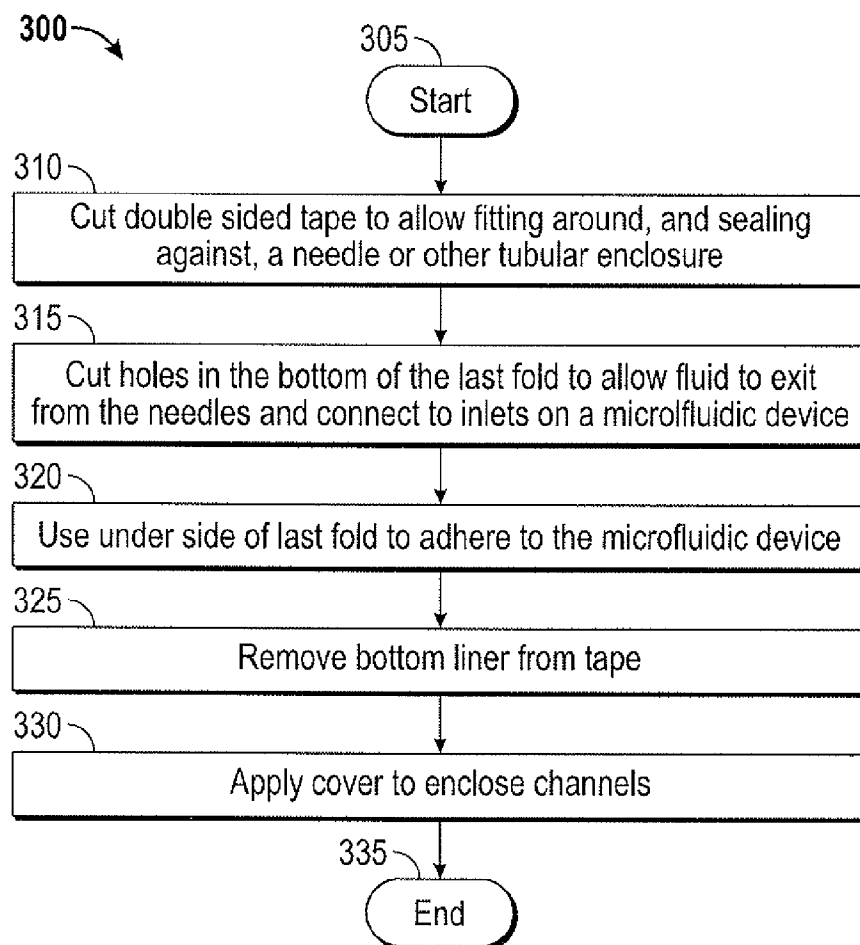 300
305
Start
310
Cut double sided tape to allow fitting around, and sealing
against, a needle or other tubular enclosure
315
Cut holes in the bottom of the last fold to allow fluid to exit
from the needles and connect to inlets on a microlfluidic device
320
Use under side of last fold to adhere to the microfluidic device
325
Remove bottom liner from tape
330
Apply cover to enclose channels
335
End